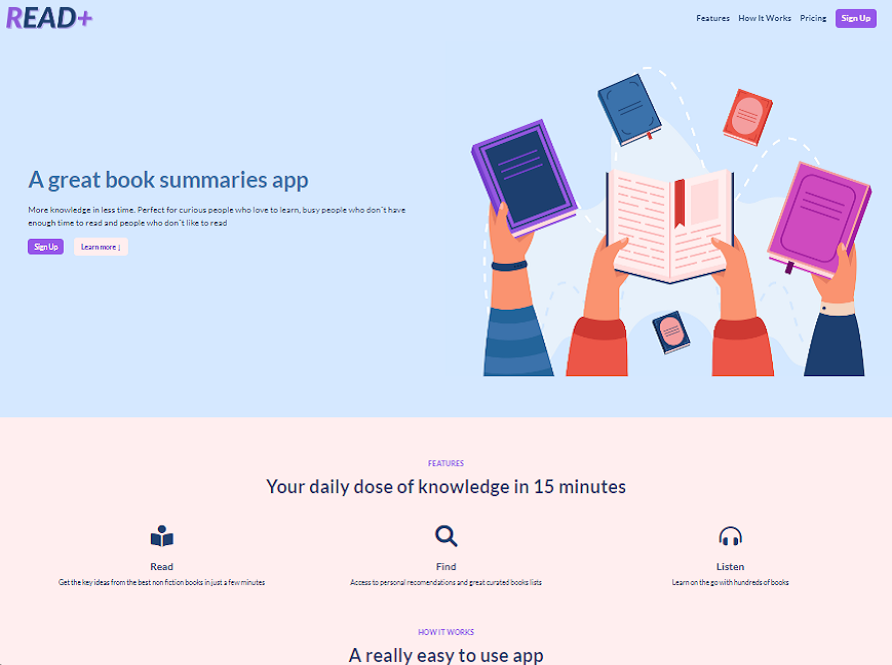 READ+
Features How It Works Pricing Sign Up
A great book summaries app
More knowledge in less time. Perfect for curious people who love to learn, busy people who don´t have
enough time to read and people who don´t like to read
Sign Up Learn more ↓
FEATURES
Your daily dose of knowledge in 15 minutes
Read Find Listen
Get the key ideas from the best non fiction books in just a few minutes
Access to personal recomendations and great curated books lists
Learn on the go with hundreds of books
HOW IT WORKS
A really easy to use app